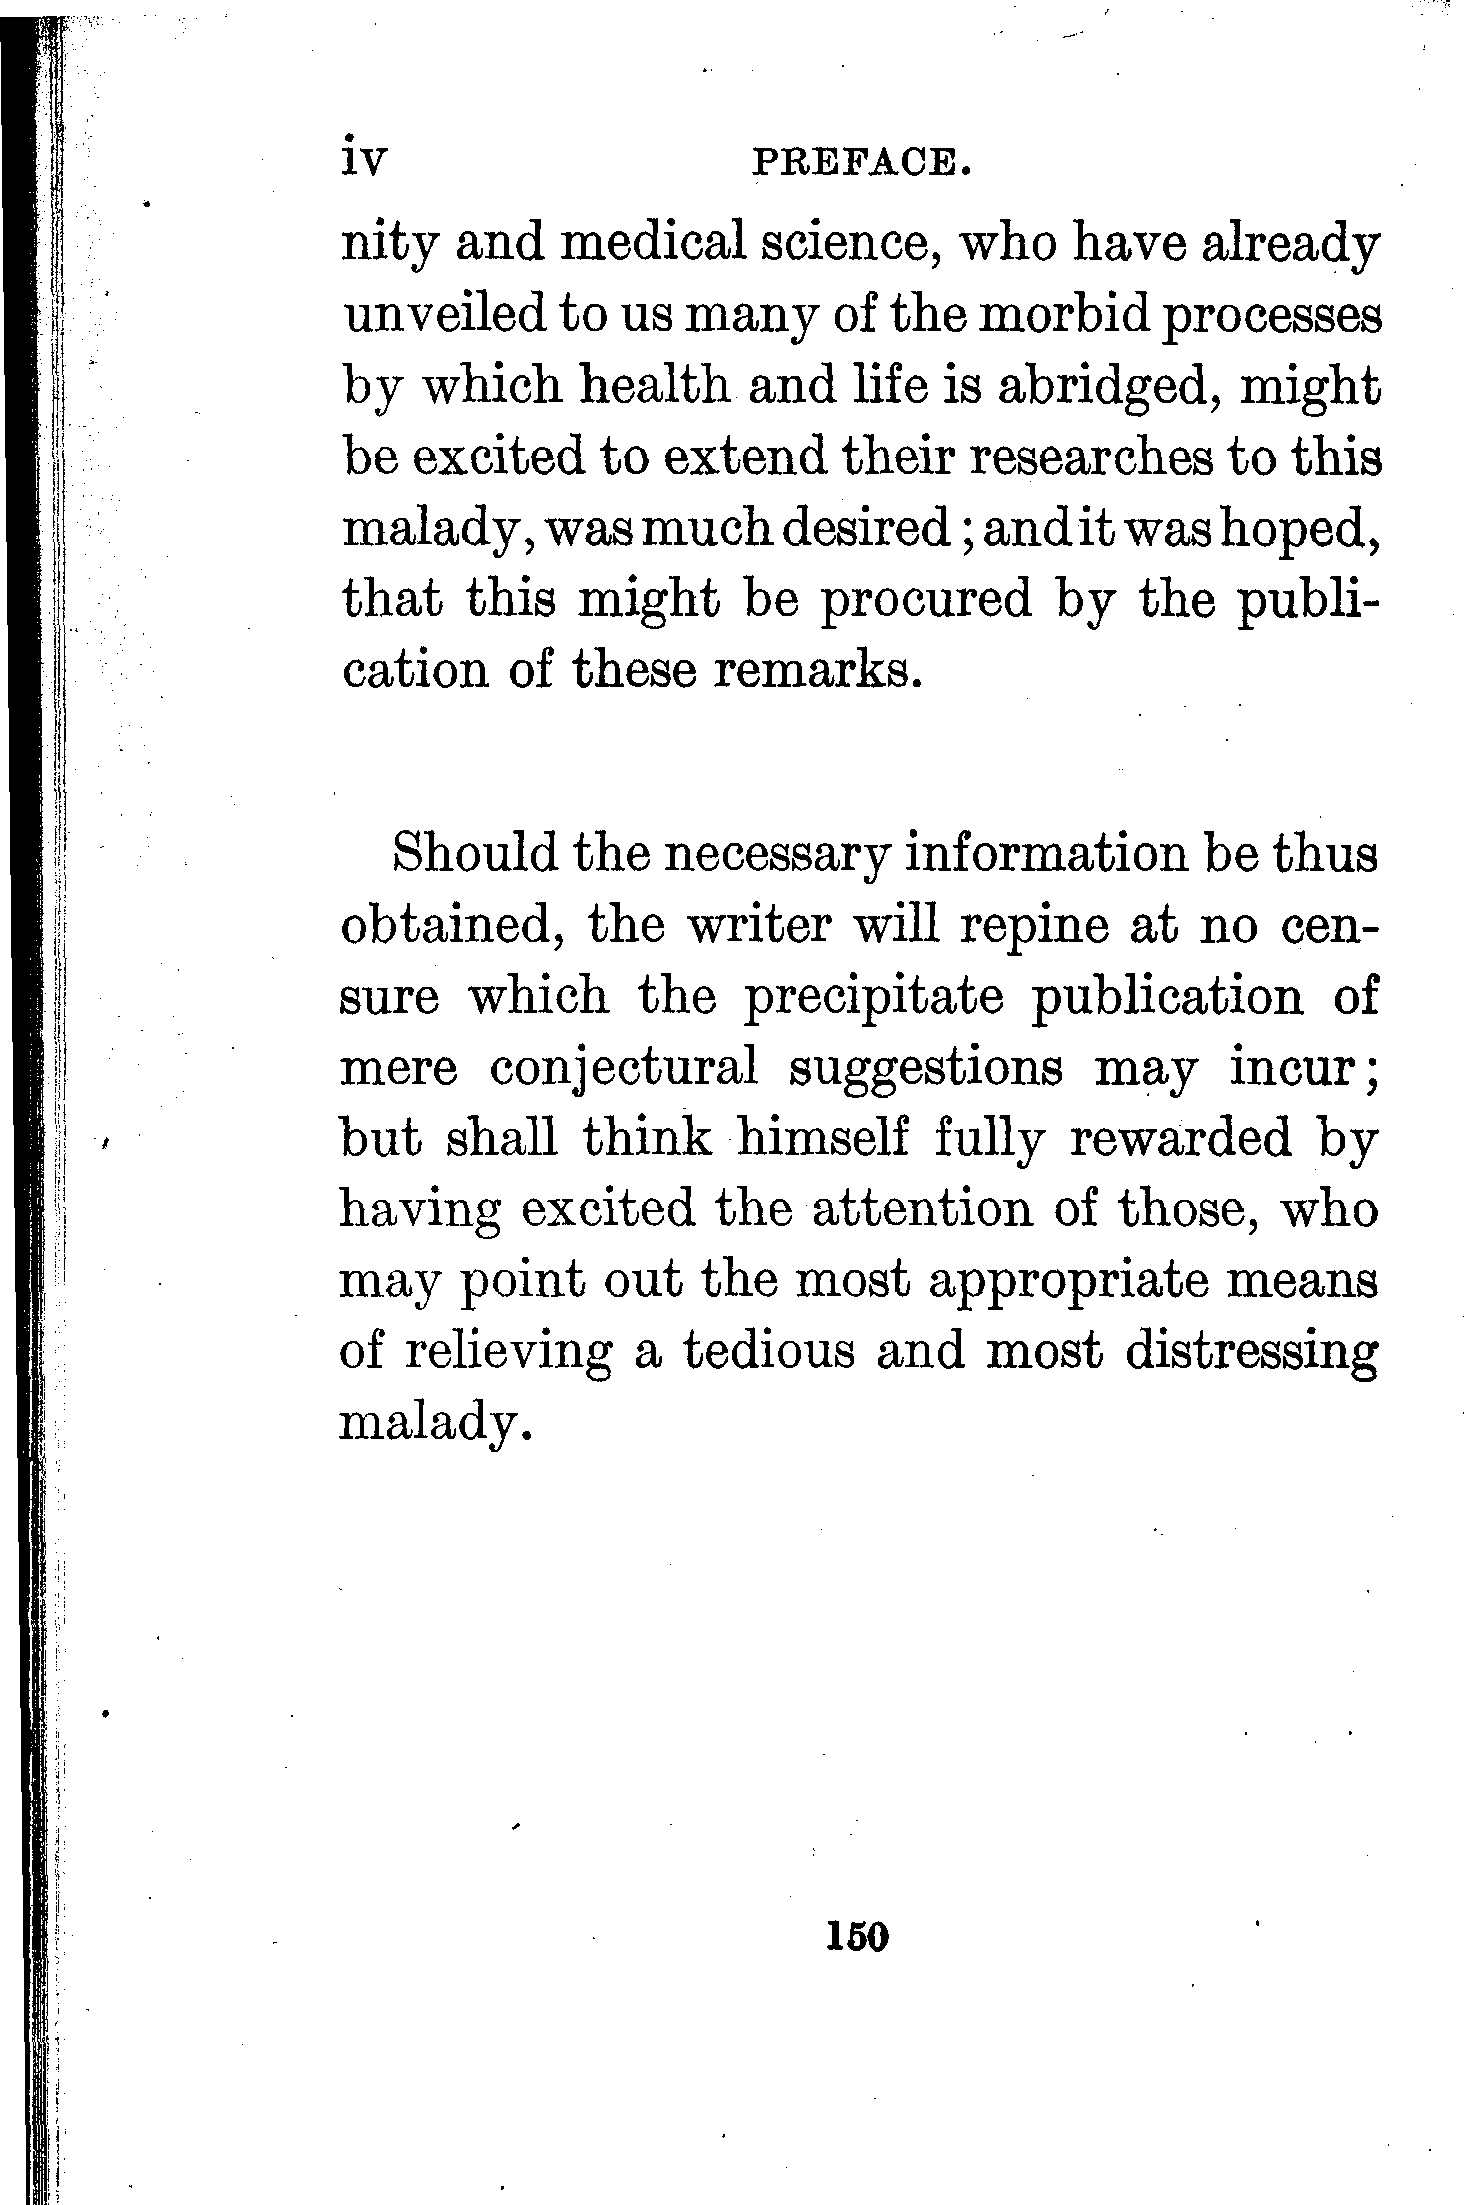 iv PREFACE.
nity and medical science, who have already
unveiled to us many of the morbid processes
by which health and life is abridged, might
be excited to extend their researches to this
malady, was much desired; and it was hoped,
that this might be procured by the publi-
cation of these remarks.
Should the necessary information be thus
obtained, the writer will repine at no cen-
sure which the precipitate publication of
mere conjectural suggestions may incur;
but shall think himself fully rewarded by
having excited the attention of those, who
may point out the most appropriate means
of relieving a tedious and most distressing
malady.
150